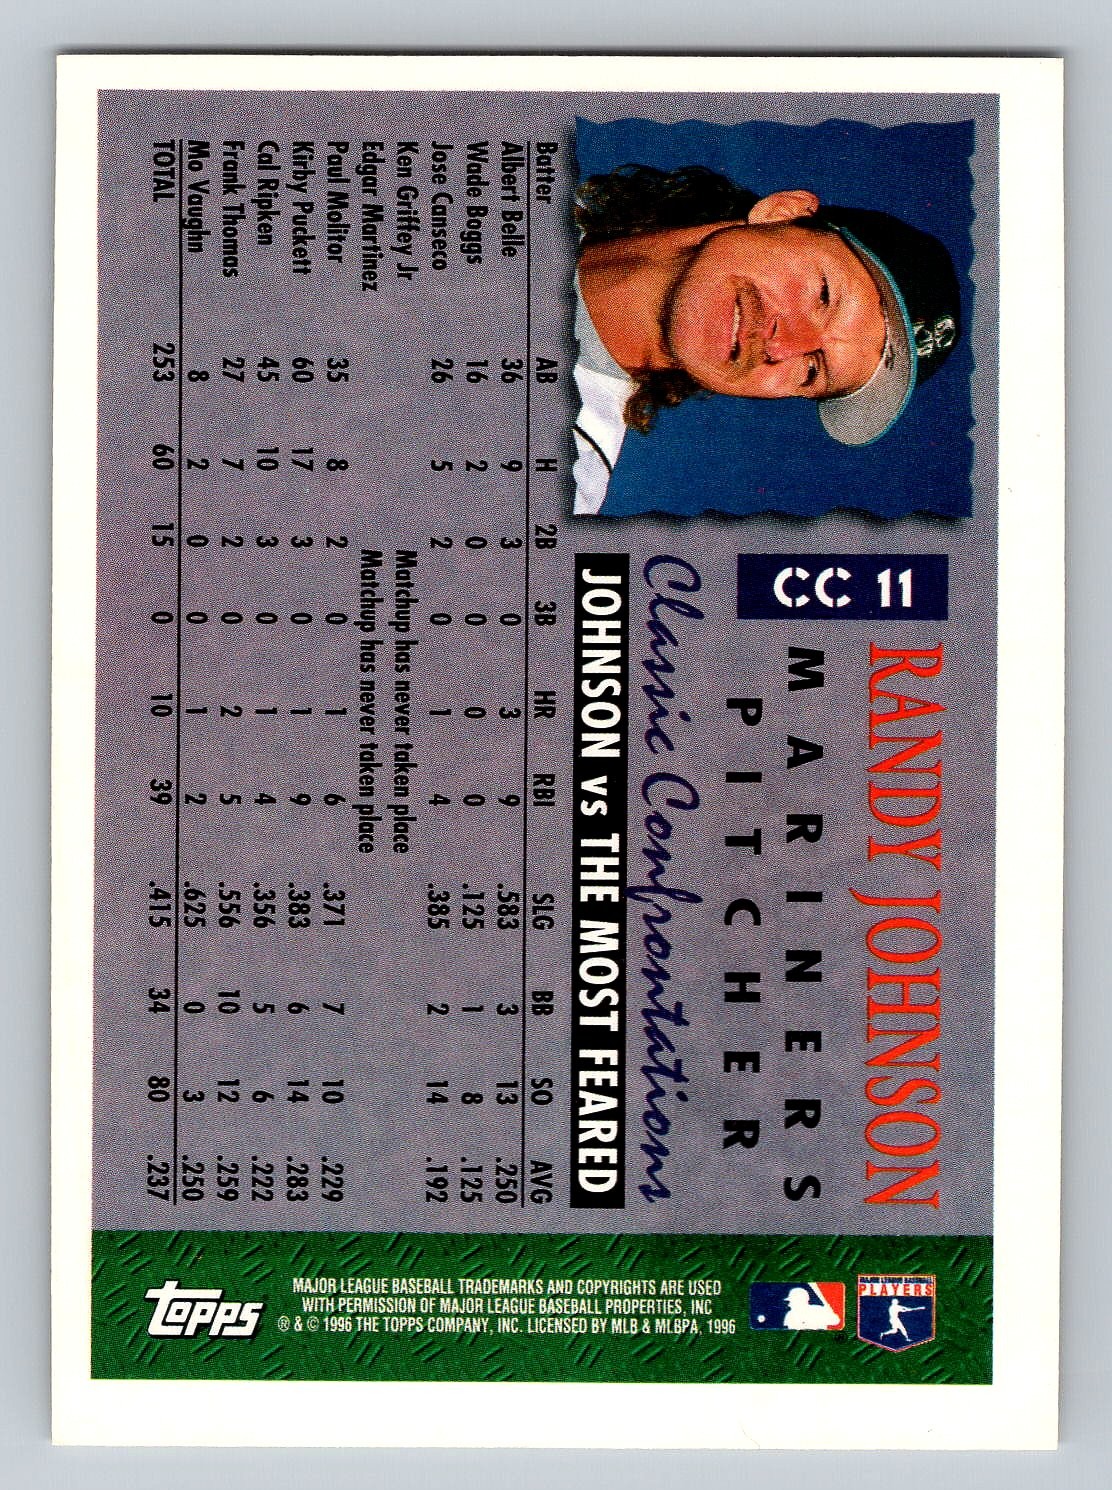 CC 11
RANDY JOHNSON
MARINERS
PITCHER
Classic Confrontations
JOHNSON vs THE MOST FEARED
Batter AB H 2B 3B HR RBI SLG BB SO AVG
Albert Belle 36 9 3 0 3 9 .583 3 13 .250
Wade Boggs 16 2 0 0 0 0 .125 1 8 .125
Jose Canseco 26 5 2 0 1 4 .385 2 14 .192
Ken Griffey Jr Matchup has never taken place
Edgar Martinez Matchup has never taken place
Paul Molitor 35 8 2 0 1 6 .371 7 10 .229
Kirby Puckett 60 17 3 0 1 9 .383 6 14 .283
Cal Ripken 45 10 3 0 1 4 .356 5 6 .222
Frank Thomas 27 7 2 0 2 5 .556 10 12 .259
Mo Vaughn 8 2 0 0 1 2 .625 0 3 .250
TOTAL 253 60 15 0 10 39 .415 34 80 .237
MAJOR LEAGUE BASEBALL
PLAYERS
MAJOR LEAGUE BASEBALL TRADEMARKS AND COPYRIGHTS ARE USED
WITH PERMISSION OF MAJOR LEAGUE BASEBALL PROPERTIES, INC
® & © 1996 THE TOPPS COMPANY, INC. LICENSED BY MLB & MLBPA, 1996
topps